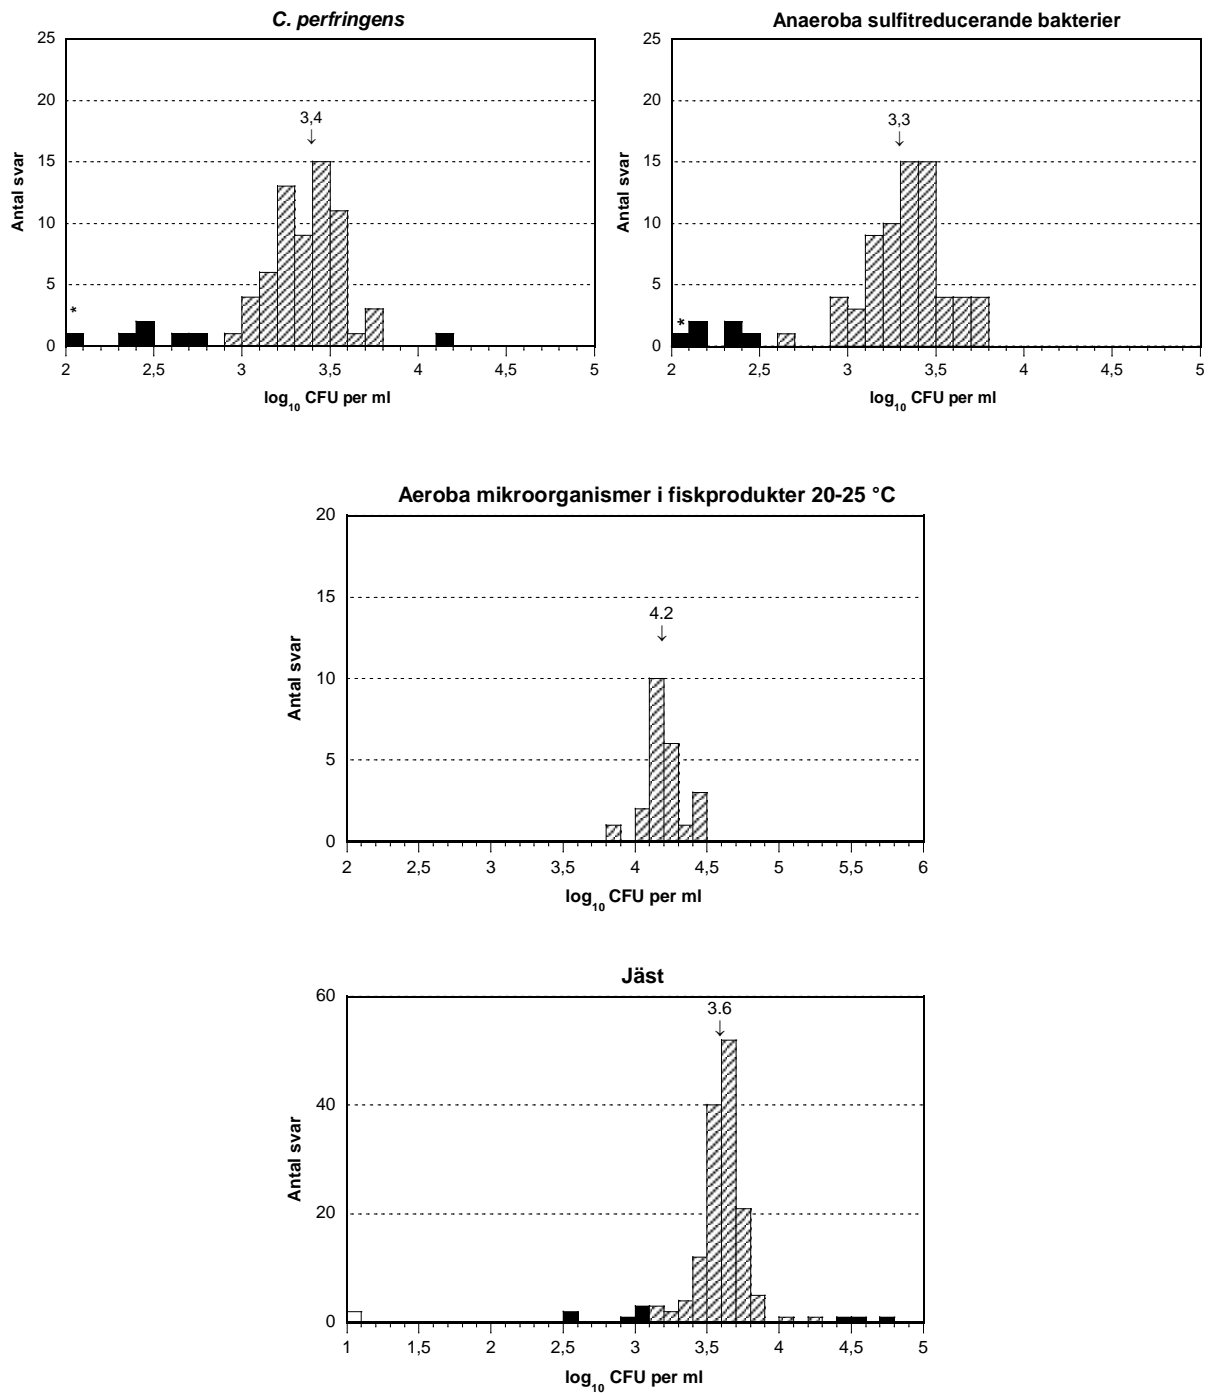 C. perfringens
25
20
15
10
5
0
Antal svar
3,4
↓
*
2 2,5 3 3,5 4 4,5 5
log₁₀ CFU per ml
Anaeroba sulfitreducerande bakterier
25
20
15
10
5
0
Antal svar
3,3
↓
*
2 2,5 3 3,5 4 4,5 5
log₁₀ CFU per ml
Aeroba mikroorganismer i fiskprodukter 20-25 °C
20
15
10
5
0
Antal svar
4.2
↓
2 2,5 3 3,5 4 4,5 5 5,5 6
log₁₀ CFU per ml
Jäst
60
40
20
0
Antal svar
3.6
↓
1 1,5 2 2,5 3 3,5 4 4,5 5
log₁₀ CFU per ml